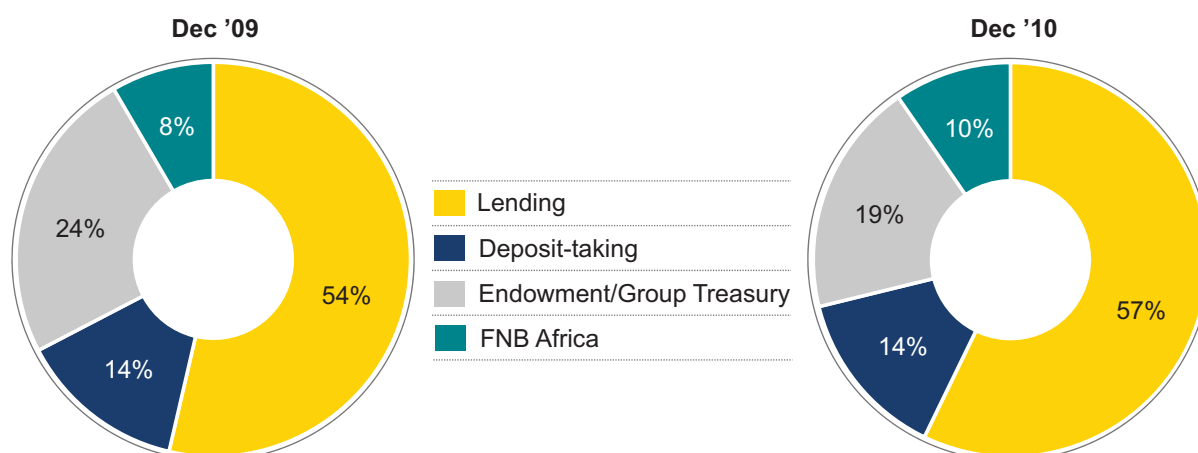 Dec ’09
Dec ’10
8%
24%
54%
14%
Lending
Deposit-taking
Endowment/Group Treasury
FNB Africa
10%
19%
57%
14%